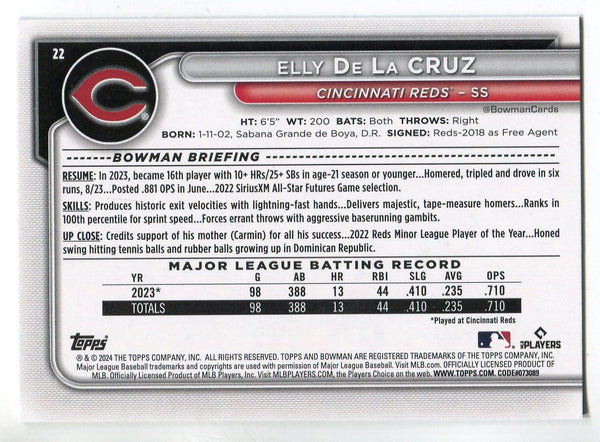 22
ELLY DE LA CRUZ
CINCINNATI REDS™ – SS
@BowmanCards
HT: 6'5" WT: 200 BATS: Both THROWS: Right
BORN: 1-11-02, Sabana Grande de Boya, D.R. SIGNED: Reds-2018 as Free Agent
BOWMAN BRIEFING
RESUME: In 2023, became 16th player with 10+ HRs/25+ SBs in age-21 season or younger...Homered, tripled and drove in six
runs, 8/23...Posted .881 OPS in June...2022 SiriusXM All-Star Futures Game selection.
SKILLS: Produces historic exit velocities with lightning-fast hands...Delivers majestic, tape-measure homers...Ranks in
100th percentile for sprint speed...Forces errant throws with aggressive baserunning gambits.
UP CLOSE: Credits support of his mother (Carmin) for all his success...2022 Reds Minor League Player of the Year...Honed
swing hitting tennis balls and rubber balls growing up in Dominican Republic.
MAJOR LEAGUE BATTING RECORD
YR G AB HR RBI SLG AVG OPS
2023* 98 388 13 44 .410 .235 .710
TOTALS 98 388 13 44 .410 .235 .710
*Played at Cincinnati Reds
Topps
PLAYERS
® & © 2024 THE TOPPS COMPANY, INC. ALL RIGHTS RESERVED. TOPPS AND BOWMAN ARE REGISTERED TRADEMARKS OF THE TOPPS COMPANY, INC.
Major League Baseball trademarks and copyrights are used with permission of Major League Baseball. Visit MLB.com. OFFICIALLY LICENSED PRODUCT OF
MLB Players, Inc. Visit MLBPLAYERS.com, the Players Choice on the web. WWW.TOPPS.COM. CODE#073089